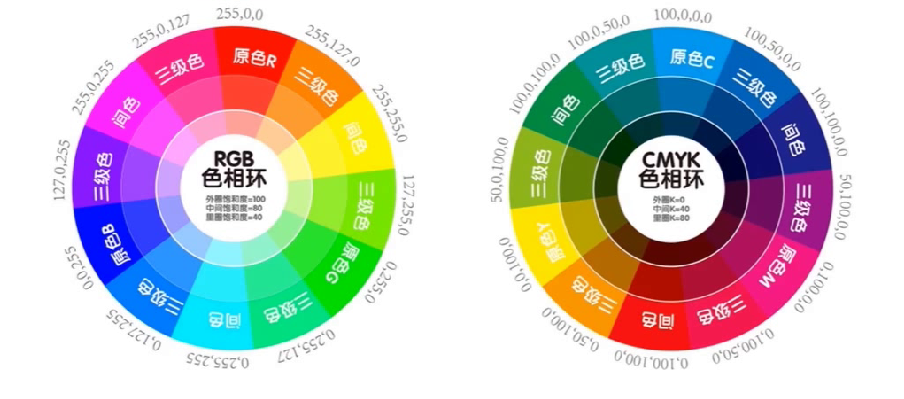 255,0,0
255,127,0
255,255,0
127,255,0
0,255,0
0,255,127
0,255,255
0,127,255
0,0,255
127,0,255
255,0,255
255,0,127
原色R
三级色
间色
三级色
原色G
三级色
间色
三级色
原色B
三级色
间色
三级色
RGB
色相环
外圈饱和度=100
中间饱和度=80
里圈饱和度=40
100,0,0,0
100,50,0,0
100,100,0,0
50,100,0,0
0,100,0,0
0,100,50,0
0,100,100,0
0,50,100,0
0,0,100,0
50,0,100,0
100,0,100,0
100,0,50,0
原色C
三级色
间色
三级色
原色M
三级色
间色
三级色
原色Y
三级色
间色
三级色
CMYK
色相环
外圈K=0
中间K=40
里圈K=80